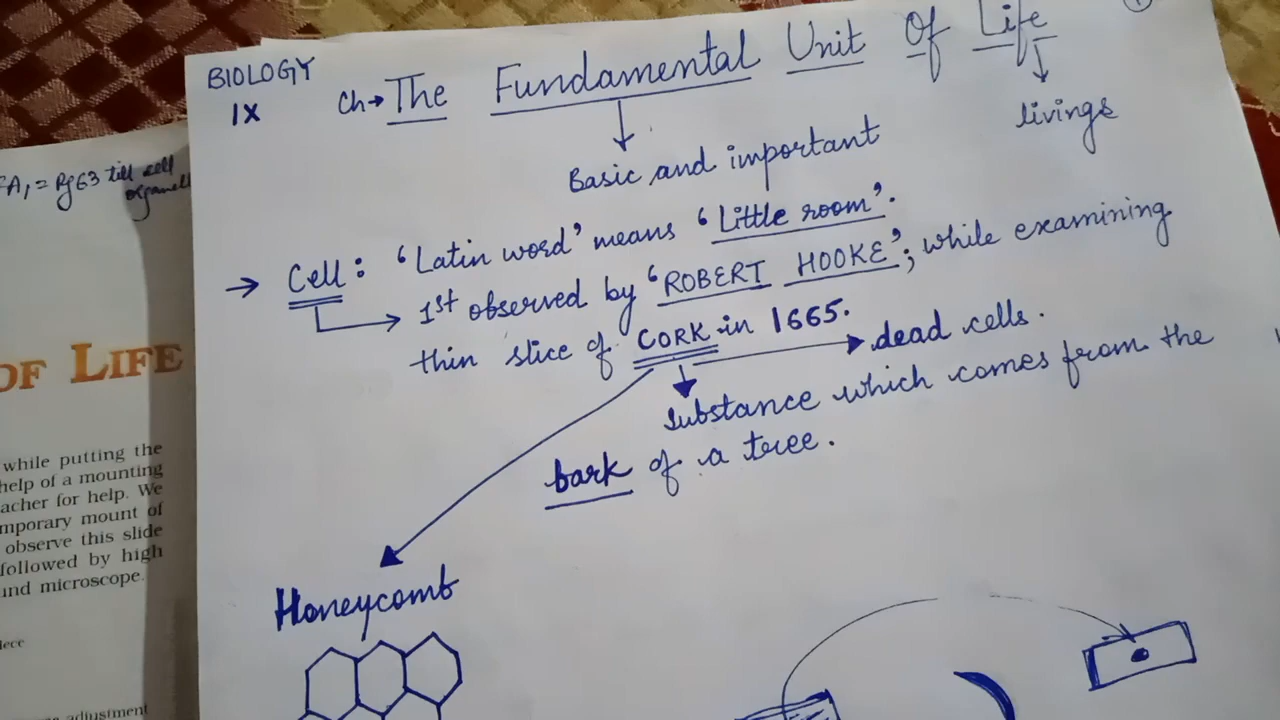 BIOLOGY
IX
Ch→ The Fundamental Unit Of Life
Basic and important
livings
→ Cell: 'Latin word' means 'Little room'.
→ 1st observed by 'ROBERT HOOKE'; while examining
thin slice of CORK in 1665.
dead cells.
substance which comes from the
bark of a tree.
Honeycomb
A1 = Pg 63 till cell
OF LIFE
while putting the
help of a mounting
acher for help. We
mporary mount of
observe this slide
followed by high
und microscope.
adjustment